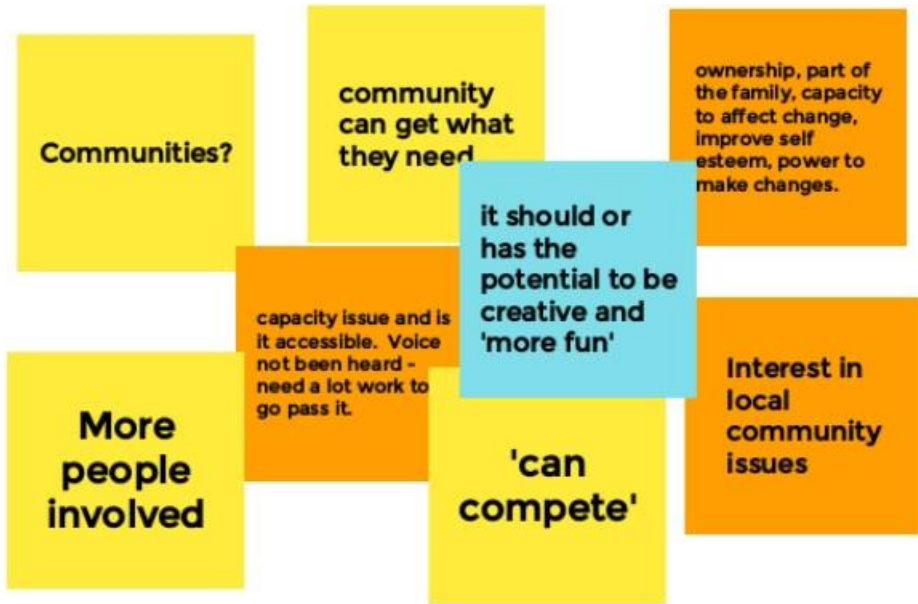 Communities?
community
can get what
they need
ownership, part of
the family, capacity
to affect change,
improve self
esteem, power to
make changes.
it should or
has the
potential to be
creative and
'more fun'
capacity issue and is
it accessible.  Voice
not been heard -
need a lot work to
go pass it.
More
people
involved
'can
compete'
Interest in
local
community
issues